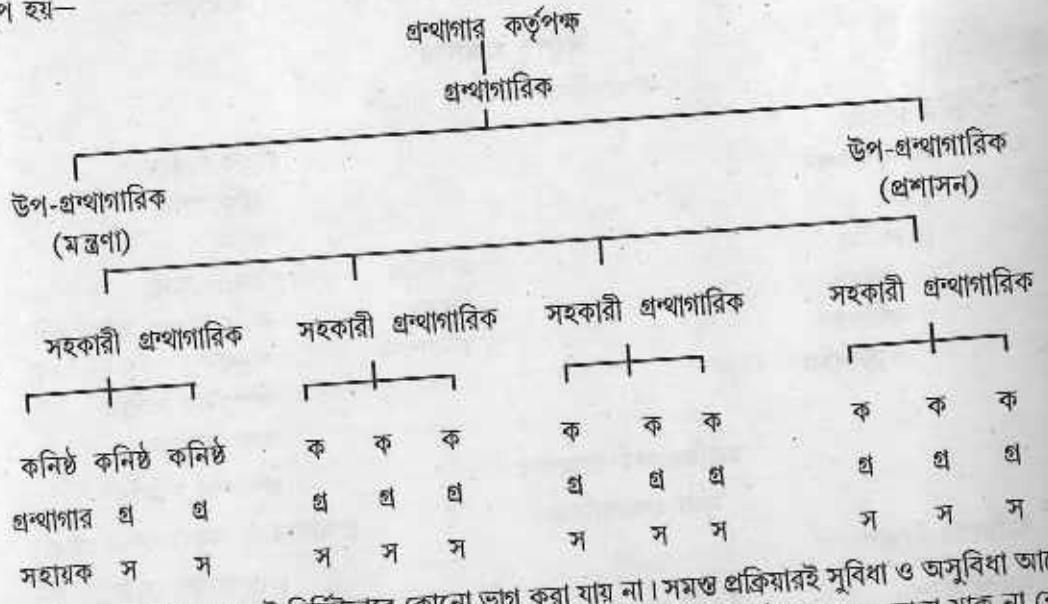 হয়—
গ্রন্থাগার কর্তৃপক্ষ
গ্রন্থাগারিক
উপ-গ্রন্থাগারিক
(মন্ত্রণা)
উপ-গ্রন্থাগারিক
(প্রশাসন)
সহকারী গ্রন্থাগারিক সহকারী গ্রন্থাগারিক সহকারী গ্রন্থাগারিক সহকারী গ্রন্থাগারিক
কনিষ্ঠ কনিষ্ঠ কনিষ্ঠ ক ক ক ক ক ক ক ক ক
গ্রন্থাগার গ্র গ্র গ্র গ্র গ্র গ্র গ্র গ্র গ্র গ্র গ্র
সহায়ক স স স স স স স স স স স
কোনো ভাগ করা যায় না। সমস্ত প্রক্রিয়ারই সুবিধা ও অসুবিধা